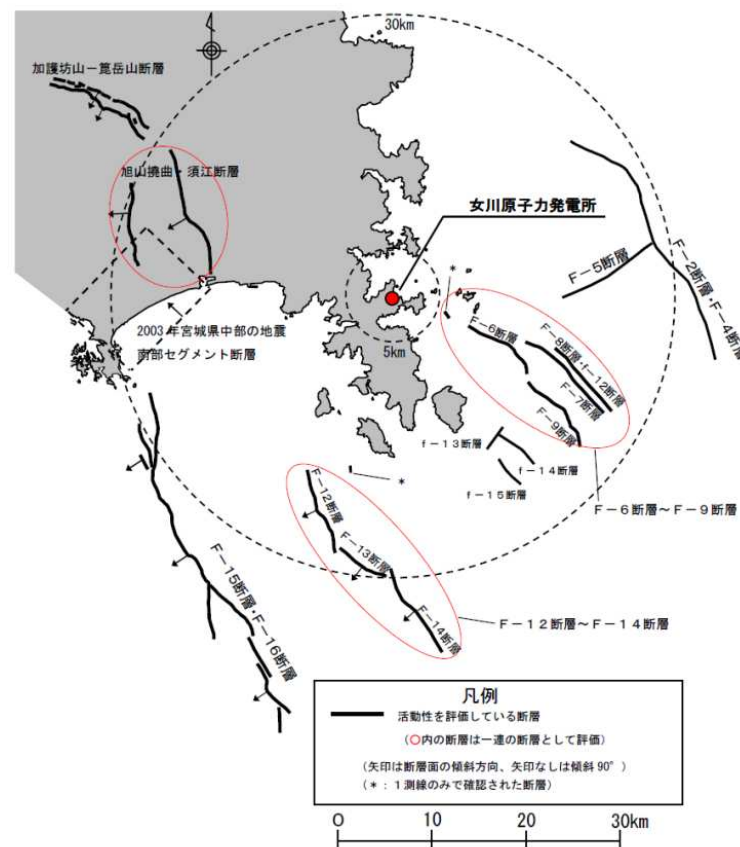 30km
加護坊山－箟岳山断層
旭山撓曲・須江断層
女川原子力発電所
F－5断層
F－2断層・F－4断層
*
2003 年宮城県中部の地震
南部セグメント断層
5km
F－6断層
F－8断層・f－12断層
F－7断層
F－9断層
f－13断層
f－14断層
f－15断層
*
F－6断層～F－9断層
F－12断層
F－13断層
F－14断層
F－12断層～F－14断層
F－15断層・F－16断層
凡例
活動性を評価している断層
(○内の断層は一連の断層として評価)
(矢印は断層面の傾斜方向、矢印なしは傾斜 90°)
(*：1測線のみで確認された断層)
0 10 20 30km